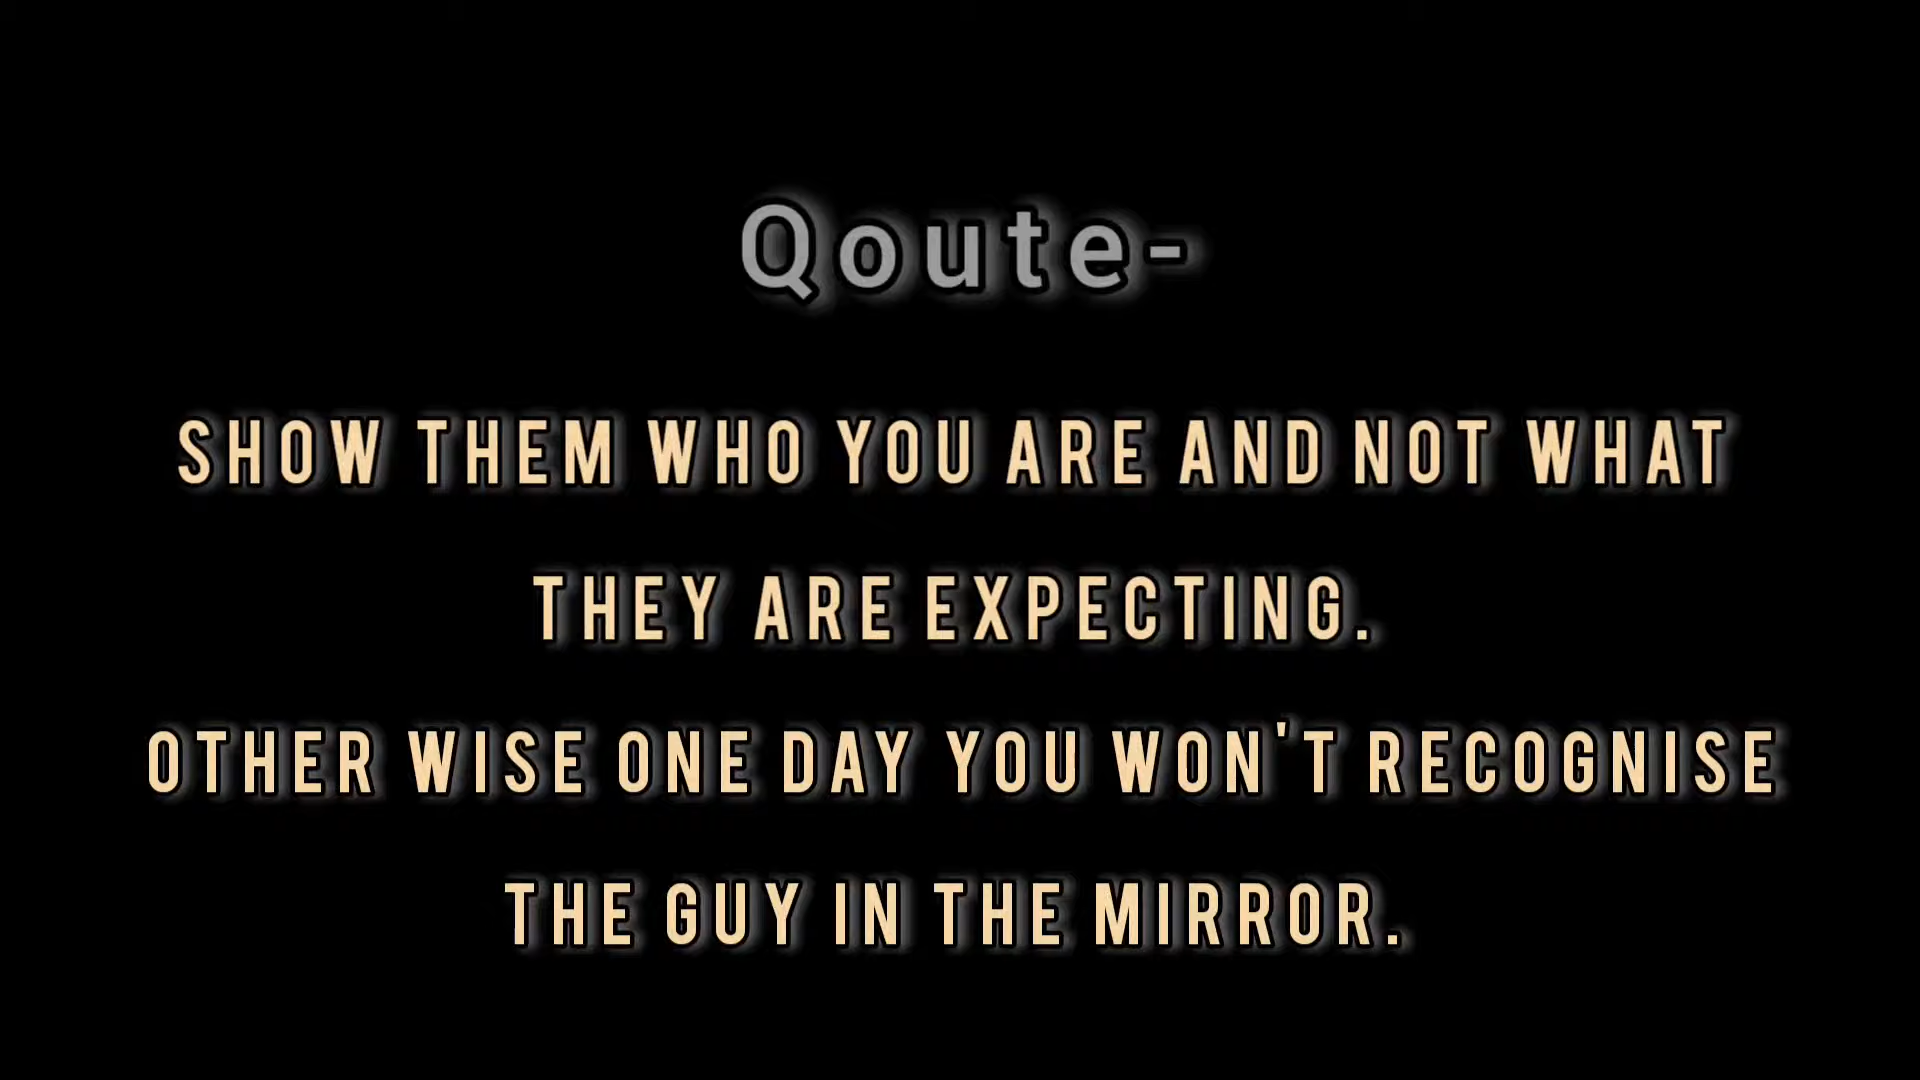 Qoute-
SHOW THEM WHO YOU ARE AND NOT WHAT
THEY ARE EXPECTING.
OTHER WISE ONE DAY YOU WON'T RECOGNISE
THE GUY IN THE MIRROR.